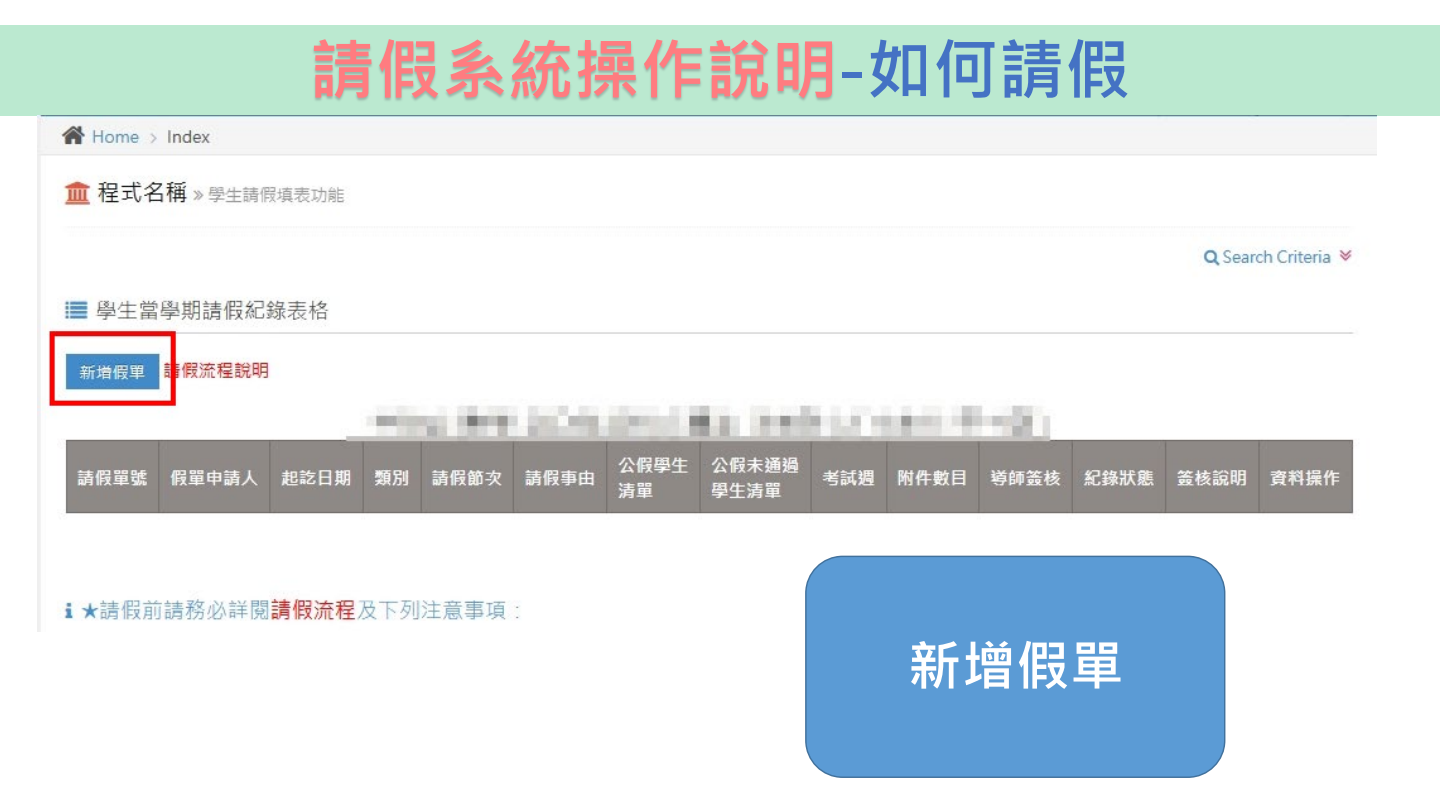 請假系統操作說明-如何請假
Home > Index
程式名稱 » 學生請假填表功能
Search Criteria
學生當學期請假紀錄表格
新增假單 請假流程說明
請假單號 假單申請人 起訖日期 類別 請假節次 請假事由 公假學生清單 公假未通過學生清單 考試週 附件數目 導師簽核 紀錄狀態 簽核說明 資料操作
★請假前請務必詳閱請假流程及下列注意事項：
新增假單